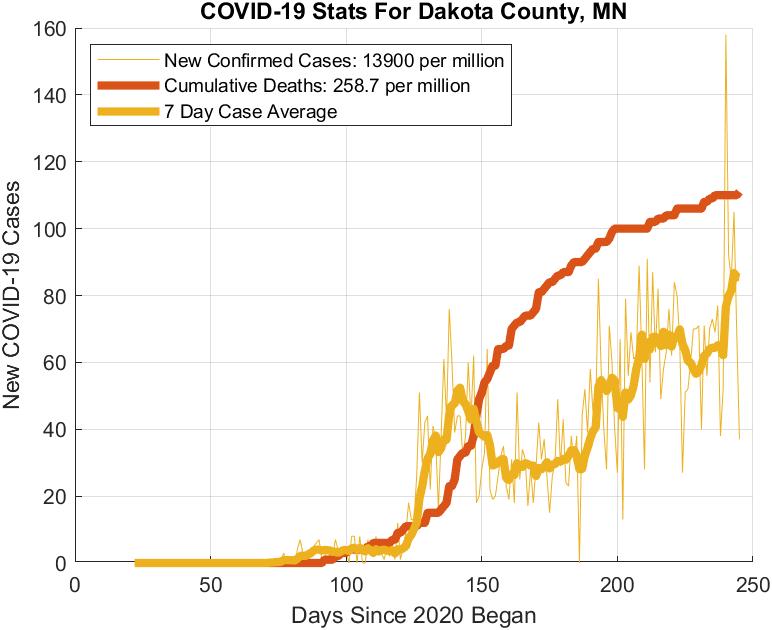 COVID-19 Stats For Dakota County, MN
New Confirmed Cases: 13900 per million
Cumulative Deaths: 258.7 per million
7 Day Case Average
New COVID-19 Cases
160
140
120
100
80
60
40
20
0
0 50 100 150 200 250
Days Since 2020 Began